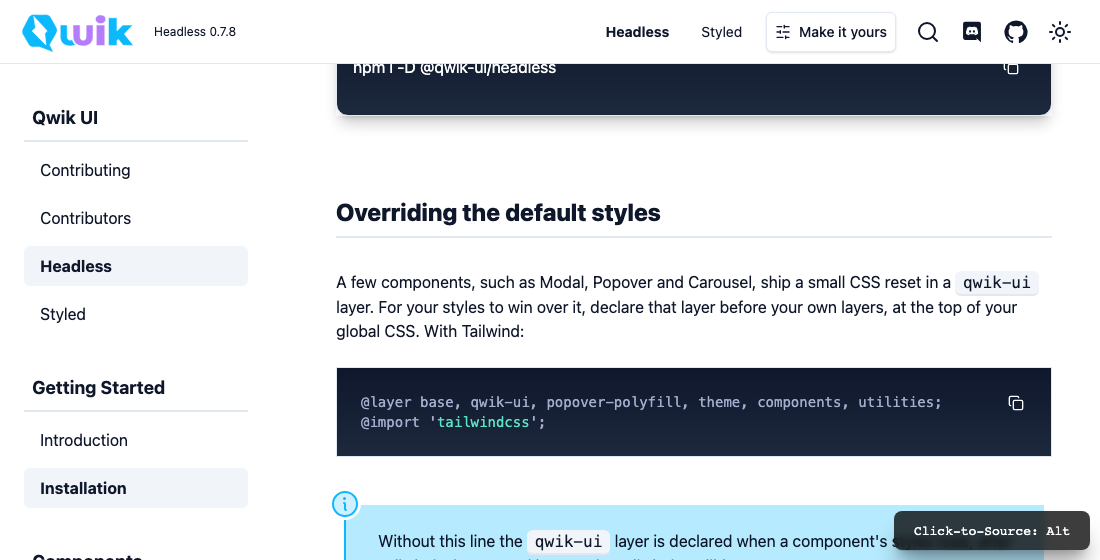 Qwik
Headless 0.7.8
Headless
Styled
Make it yours
npm i -D @qwik-ui/headless
Qwik UI
Contributing
Contributors
Headless
Styled
Getting Started
Introduction
Installation
Components
Overriding the default styles
A few components, such as Modal, Popover and Carousel, ship a small CSS reset in a qwik-ui
layer. For your styles to win over it, declare that layer before your own layers, at the top of your
global CSS. With Tailwind:
@layer base, qwik-ui, popover-polyfill, theme, components, utilities;
@import 'tailwindcss';
Without this line the qwik-ui layer is declared when a component's
Click-to-Source: Alt